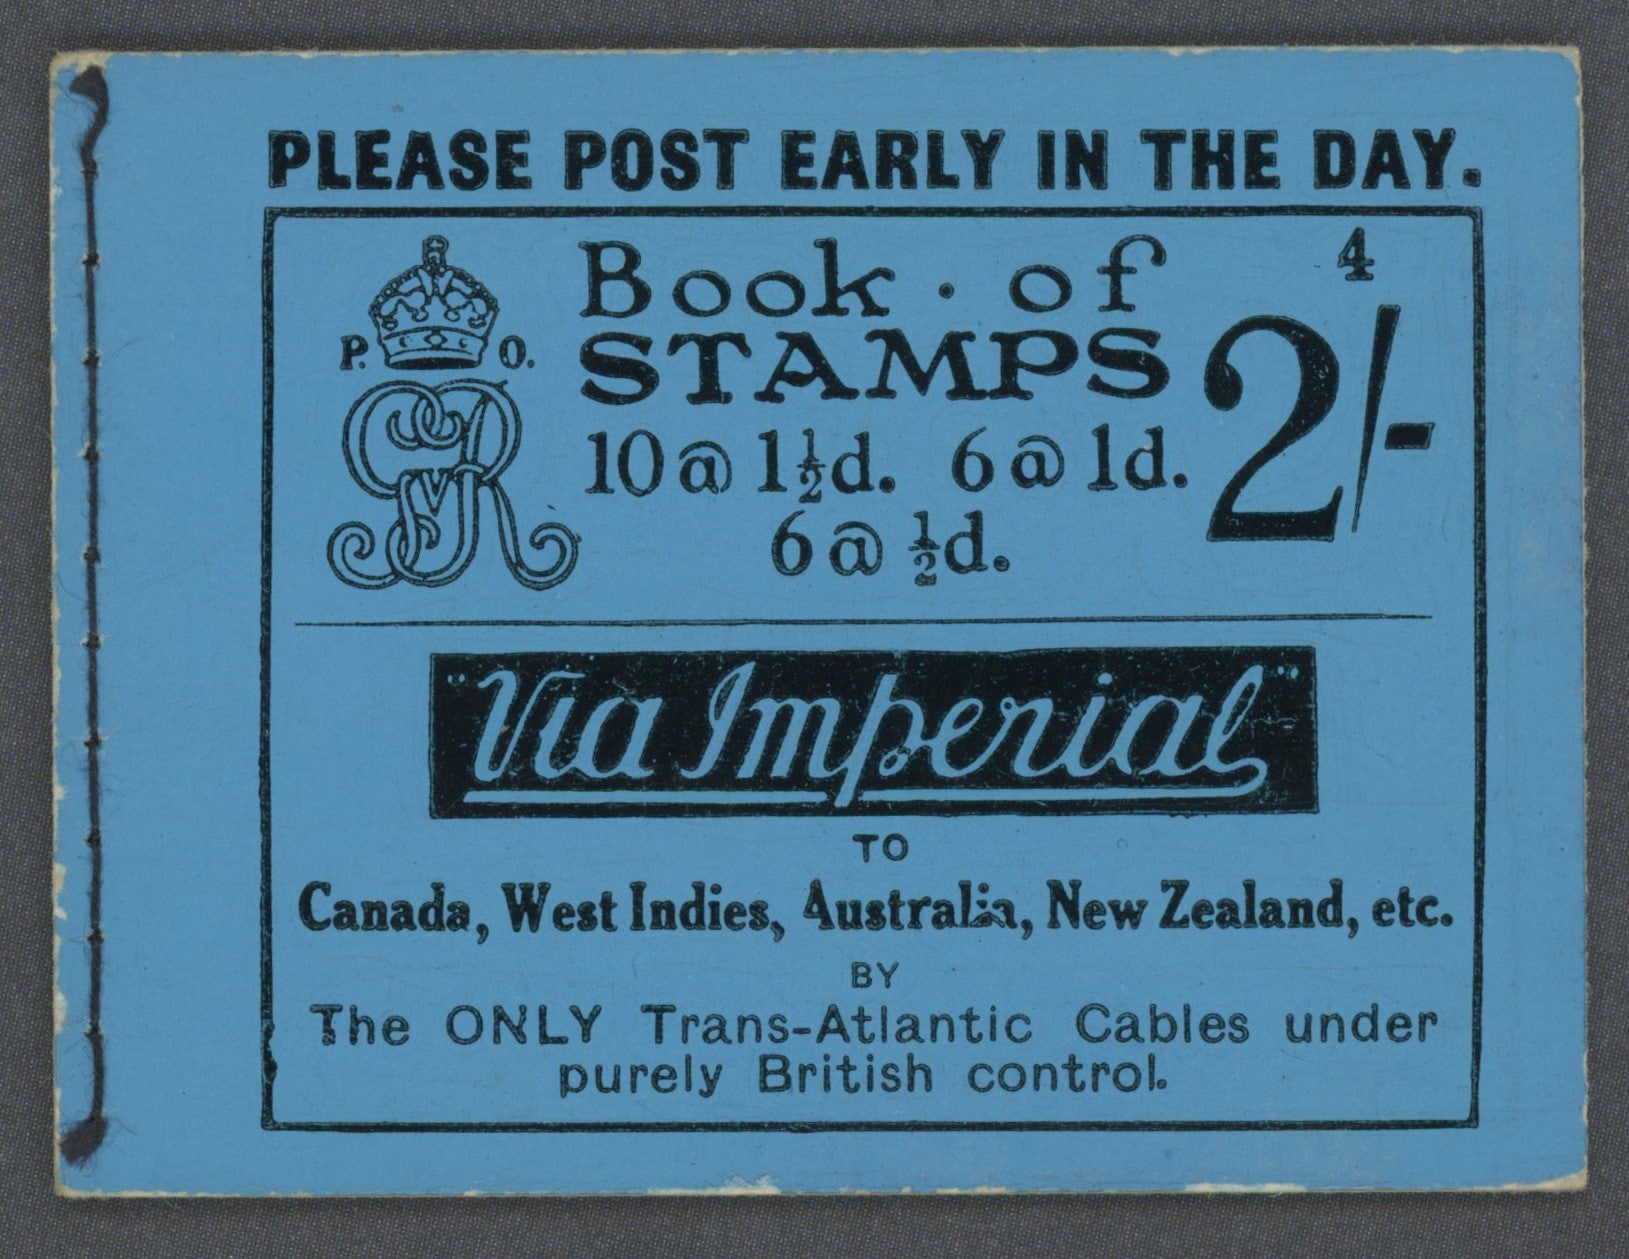 PLEASE POST EARLY IN THE DAY.
4
Book · of
STAMPS
2/-
10 @ 1½d. 6 @ 1d.
6 @ ½d.
P. O.
GVR
"Via Imperial"
TO
Canada, West Indies, Australia, New Zealand, etc.
BY
The ONLY Trans-Atlantic Cables under
purely British control.